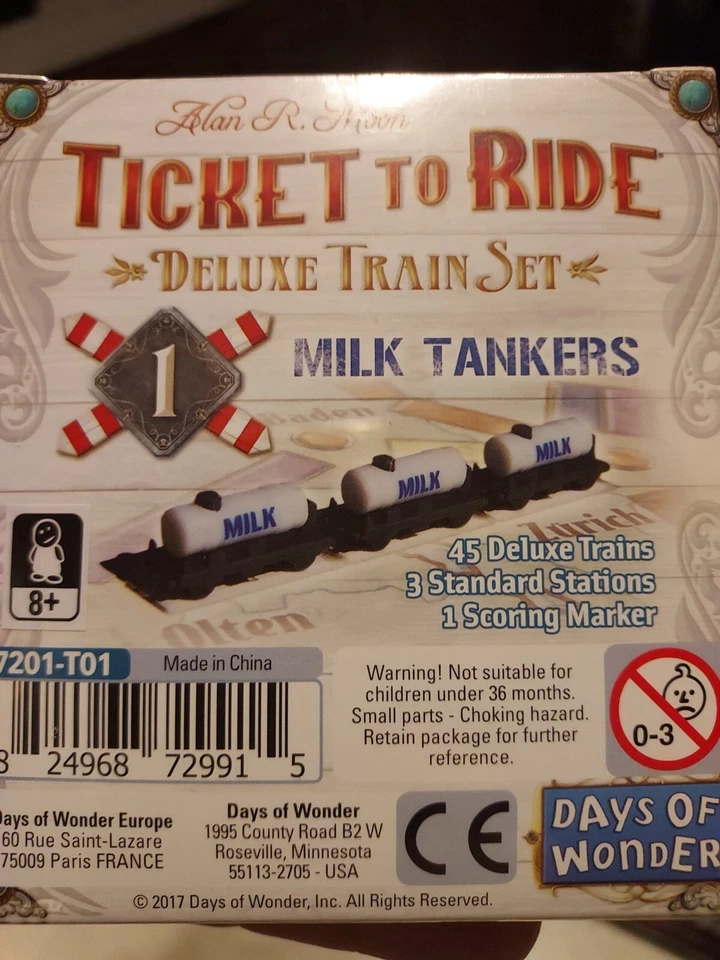 Alan R. Moon
TICKET TO RIDE
DELUXE TRAIN SET
1
MILK TANKERS
Baden
MILK
MILK
MILK
Zürich
45 Deluxe Trains
3 Standard Stations
1 Scoring Marker
Olten
8+
7201-T01
Made in China
Warning! Not suitable for
children under 36 months.
Small parts - Choking hazard.
Retain package for further
reference.
0-3
8 24968 72991 5
Days of Wonder Europe
60 Rue Saint-Lazare
75009 Paris FRANCE
Days of Wonder
1995 County Road B2 W
Roseville, Minnesota
55113-2705 - USA
CE
DAYS OF
WONDER
© 2017 Days of Wonder, Inc. All Rights Reserved.